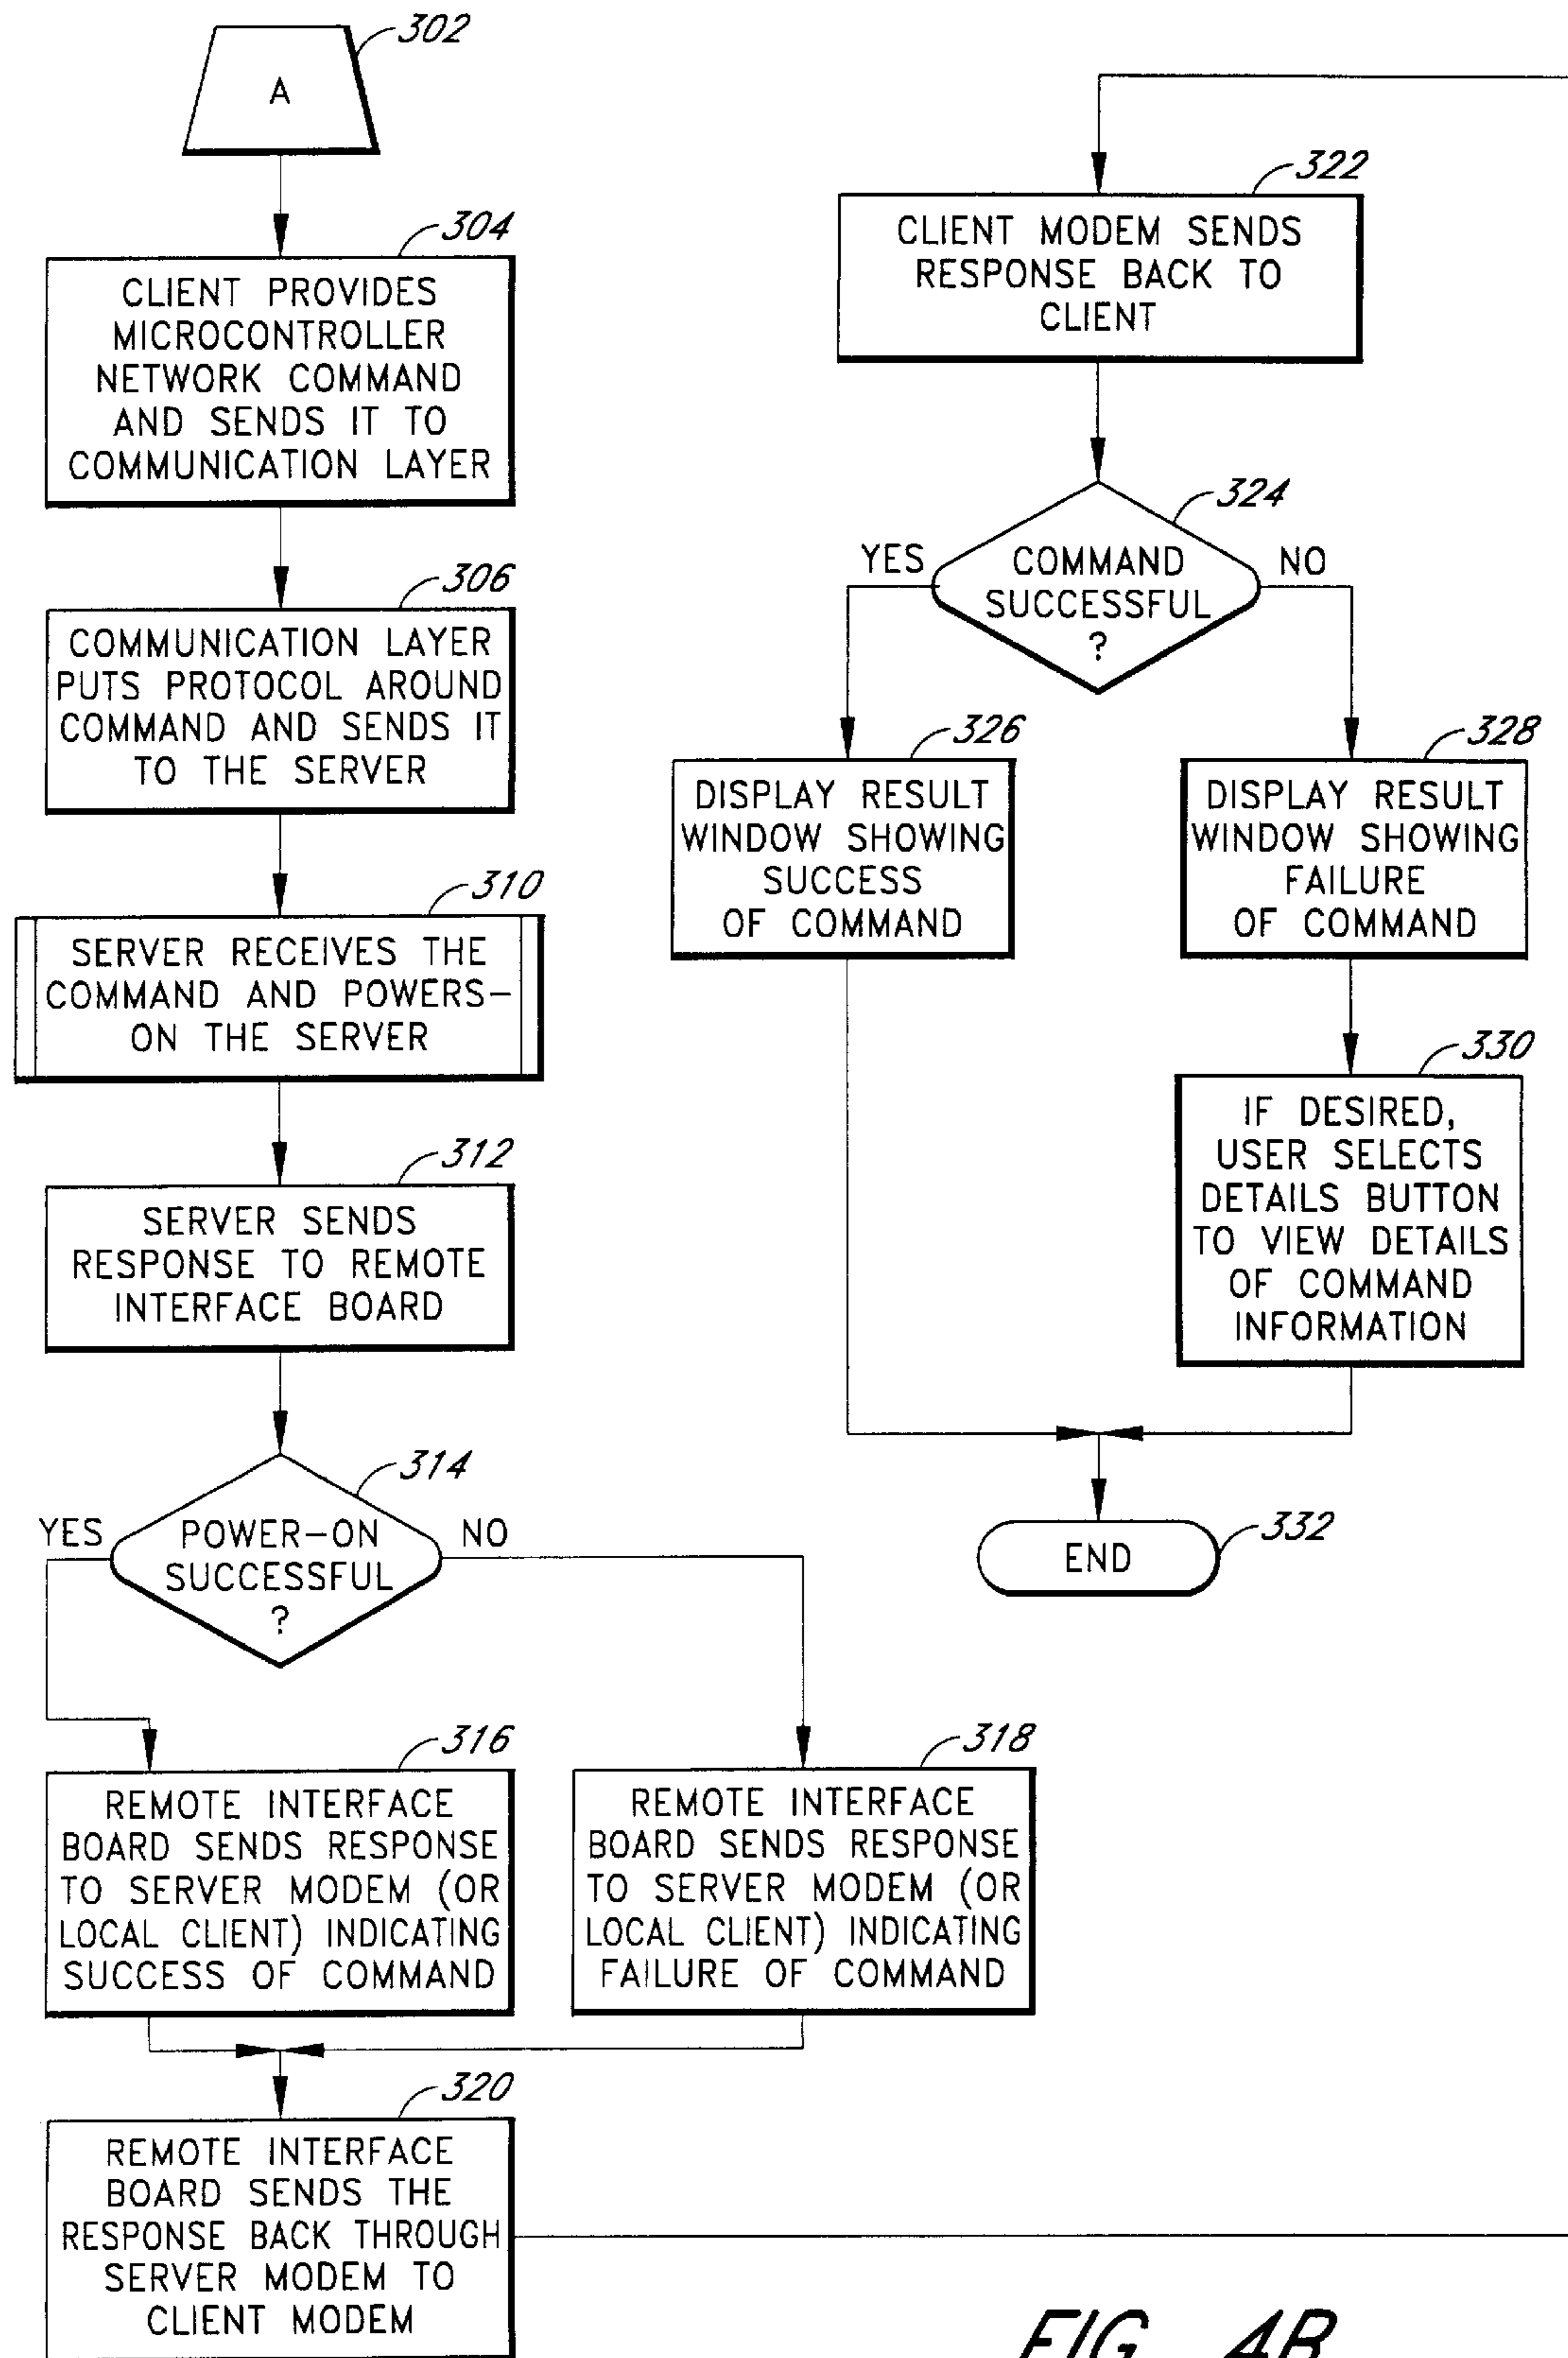 302
A
304
CLIENT PROVIDES
MICROCONTROLLER
NETWORK COMMAND
AND SENDS IT TO
COMMUNICATION LAYER
306
COMMUNICATION LAYER
PUTS PROTOCOL AROUND
COMMAND AND SENDS IT
TO THE SERVER
310
SERVER RECEIVES THE
COMMAND AND POWERS-
ON THE SERVER
312
SERVER SENDS
RESPONSE TO REMOTE
INTERFACE BOARD
314
YES
POWER-ON
SUCCESSFUL
?
NO
316
REMOTE INTERFACE
BOARD SENDS RESPONSE
TO SERVER MODEM (OR
LOCAL CLIENT) INDICATING
SUCCESS OF COMMAND
318
REMOTE INTERFACE
BOARD SENDS RESPONSE
TO SERVER MODEM (OR
LOCAL CLIENT) INDICATING
FAILURE OF COMMAND
320
REMOTE INTERFACE
BOARD SENDS THE
RESPONSE BACK THROUGH
SERVER MODEM TO
CLIENT MODEM
322
CLIENT MODEM SENDS
RESPONSE BACK TO
CLIENT
324
YES
COMMAND
SUCCESSFUL
?
NO
326
DISPLAY RESULT
WINDOW SHOWING
SUCCESS
OF COMMAND
328
DISPLAY RESULT
WINDOW SHOWING
FAILURE
OF COMMAND
330
IF DESIRED,
USER SELECTS
DETAILS BUTTON
TO VIEW DETAILS
OF COMMAND
INFORMATION
332
END
FIG. 4B